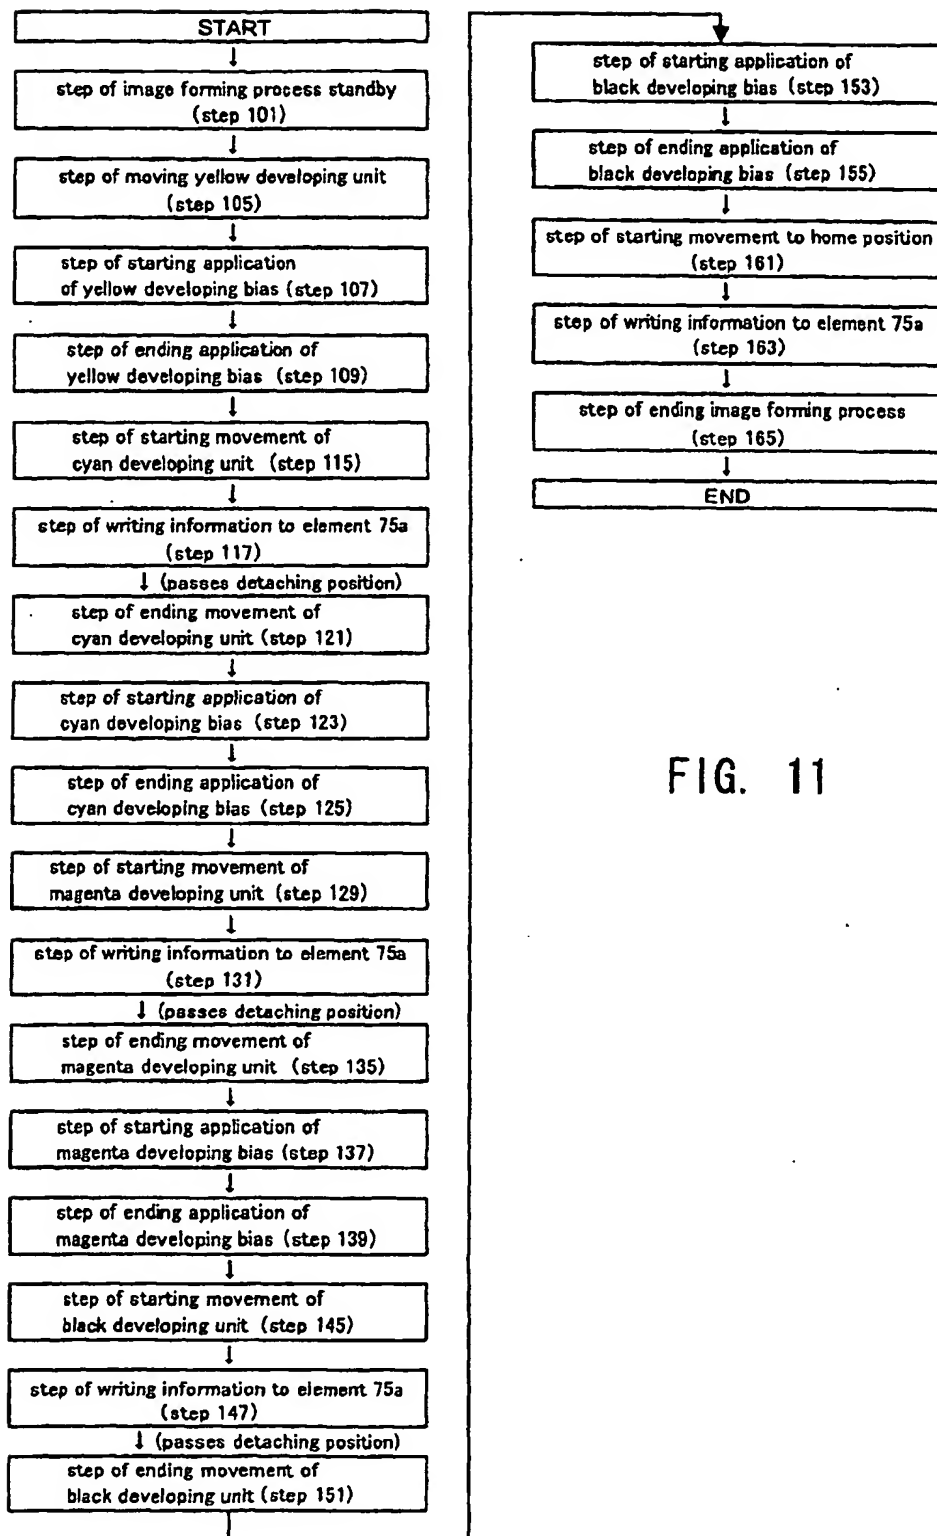 START
step of image forming process standby
(step 101)
step of moving yellow developing unit
(step 105)
step of starting application
of yellow developing bias (step 107)
step of ending application of
yellow developing bias (step 109)
step of starting movement of
cyan developing unit (step 115)
step of writing information to element 75a
(step 117)
(passes detaching position)
step of ending movement of
cyan developing unit (step 121)
step of starting application of
cyan developing bias (step 123)
step of ending application of
cyan developing bias (step 125)
step of starting movement of
magenta developing unit (step 129)
step of writing information to element 75a
(step 131)
(passes detaching position)
step of ending movement of
magenta developing unit (step 135)
step of starting application of
magenta developing bias (step 137)
step of ending application of
magenta developing bias (step 139)
step of starting movement of
black developing unit (step 145)
step of writing information to element 75a
(step 147)
(passes detaching position)
step of ending movement of
black developing unit (step 151)
step of starting application of
black developing bias (step 153)
step of ending application of
black developing bias (step 155)
step of starting movement to home position
(step 161)
step of writing information to element 75a
(step 163)
step of ending image forming process
(step 165)
END
FIG. 11